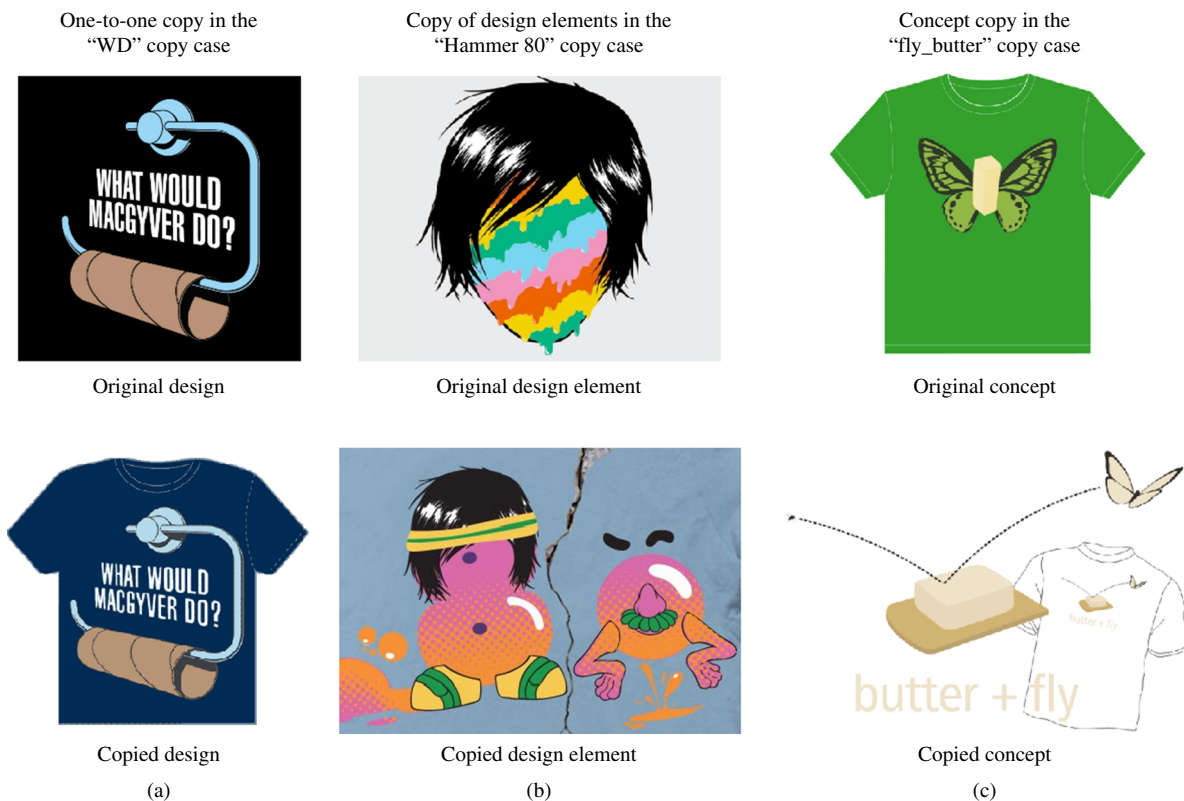 One-to-one copy in the
“WD” copy case
Copy of design elements in the
“Hammer 80” copy case
Concept copy in the
“fly_butter” copy case
WHAT WOULD
MACGYVER DO?
Original design
Original design element
Original concept
WHAT WOULD
MACGYVER DO?
butter + fly
butter + fly
Copied design
Copied design element
Copied concept
(a)
(b)
(c)